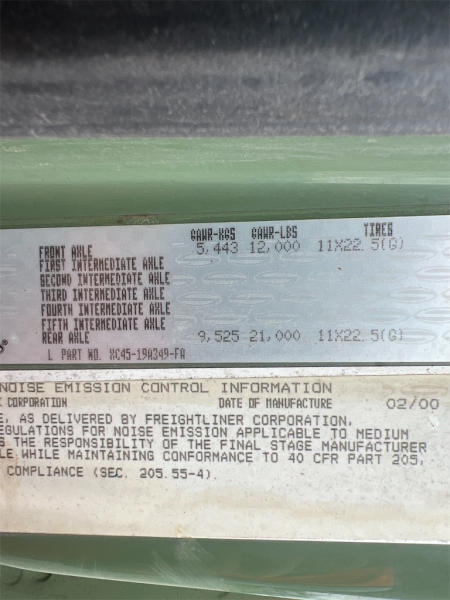 GAWR-KGS GAWR-LBS TIRES
FRONT AXLE 5,443 12,000 11X22.5(G)
FIRST INTERMEDIATE AXLE
SECOND INTERMEDIATE AXLE
THIRD INTERMEDIATE AXLE
FOURTH INTERMEDIATE AXLE
FIFTH INTERMEDIATE AXLE
REAR AXLE 9,525 21,000 11X22.5(G)
L PART NO. XC45-19A349-FA
NOISE EMISSION CONTROL INFORMATION
CORPORATION DATE OF MANUFACTURE 02/00
, AS DELIVERED BY FREIGHTLINER CORPORATION,
EGULATIONS FOR NOISE EMISSION APPLICABLE TO MEDIUM
S THE RESPONSIBILITY OF THE FINAL STAGE MANUFACTURER
LE WHILE MAINTAINING CONFORMANCE TO 40 CFR PART 205,
COMPLIANCE (SEC. 205.55-4).